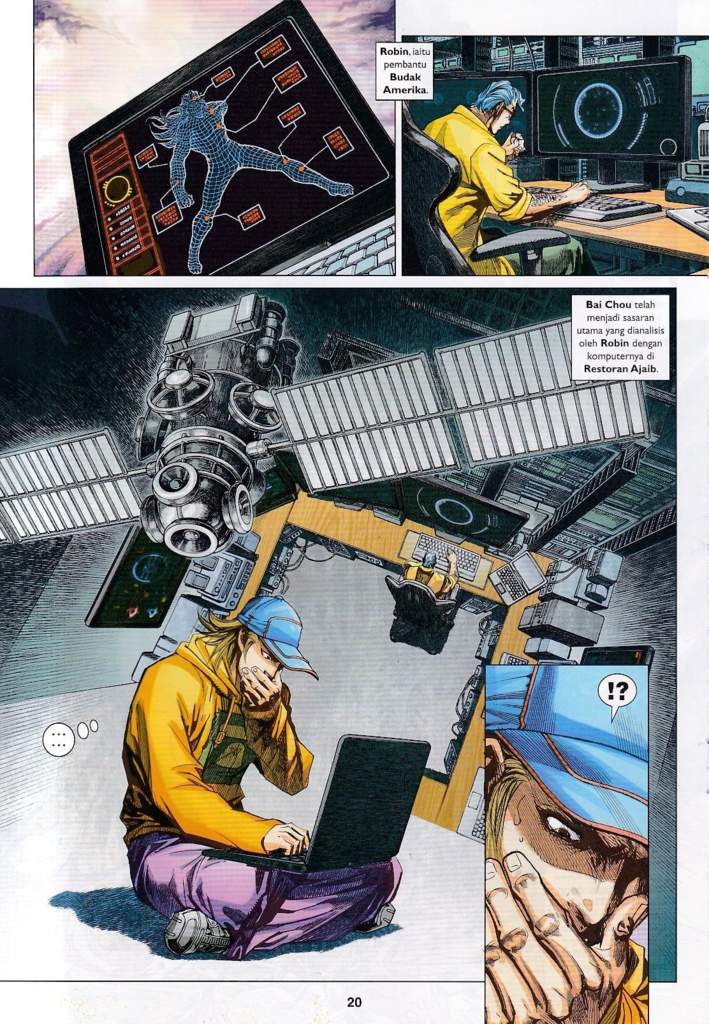 Robin, iaitu
pembantu
Budak
Amerika.
Bai Chou telah
menjadi sasaran
utama yang dianalisis
oleh Robin dengan
komputernya di
Restoran Ajaib.
!?
20